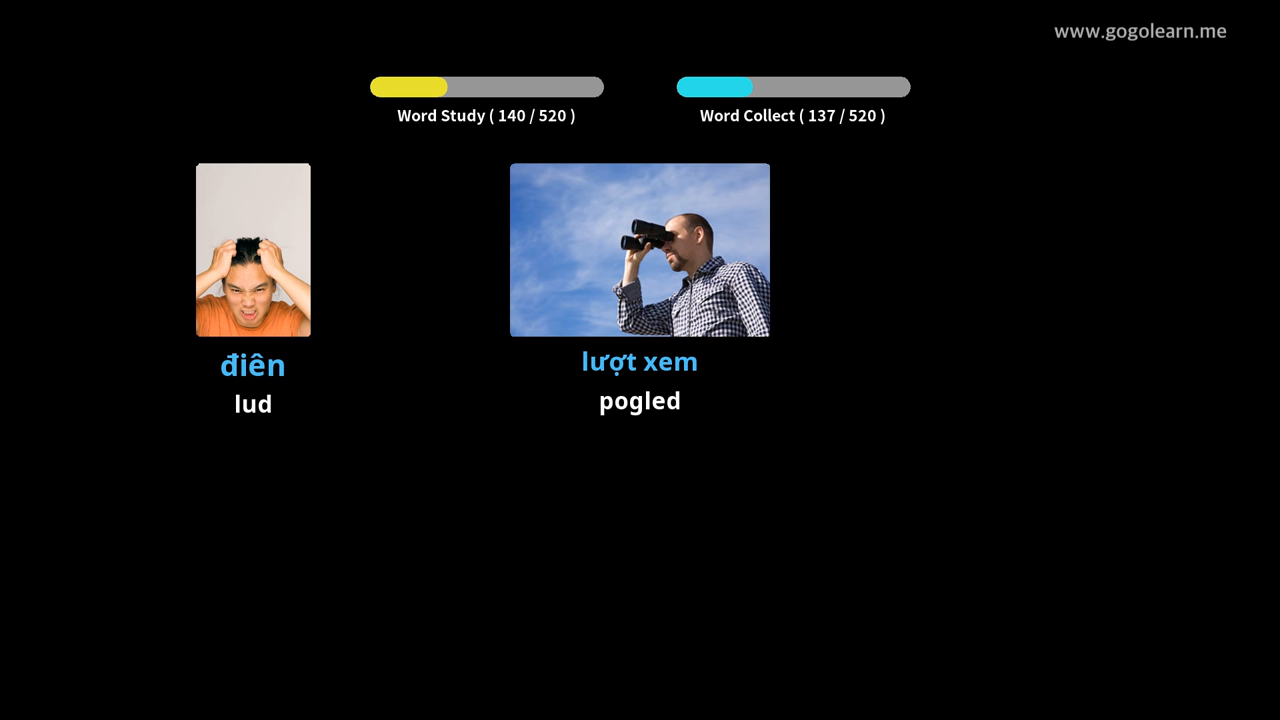 www.gogolearn.me
Word Study ( 140 / 520 )
Word Collect ( 137 / 520 )
điên
lud
lượt xem
pogled